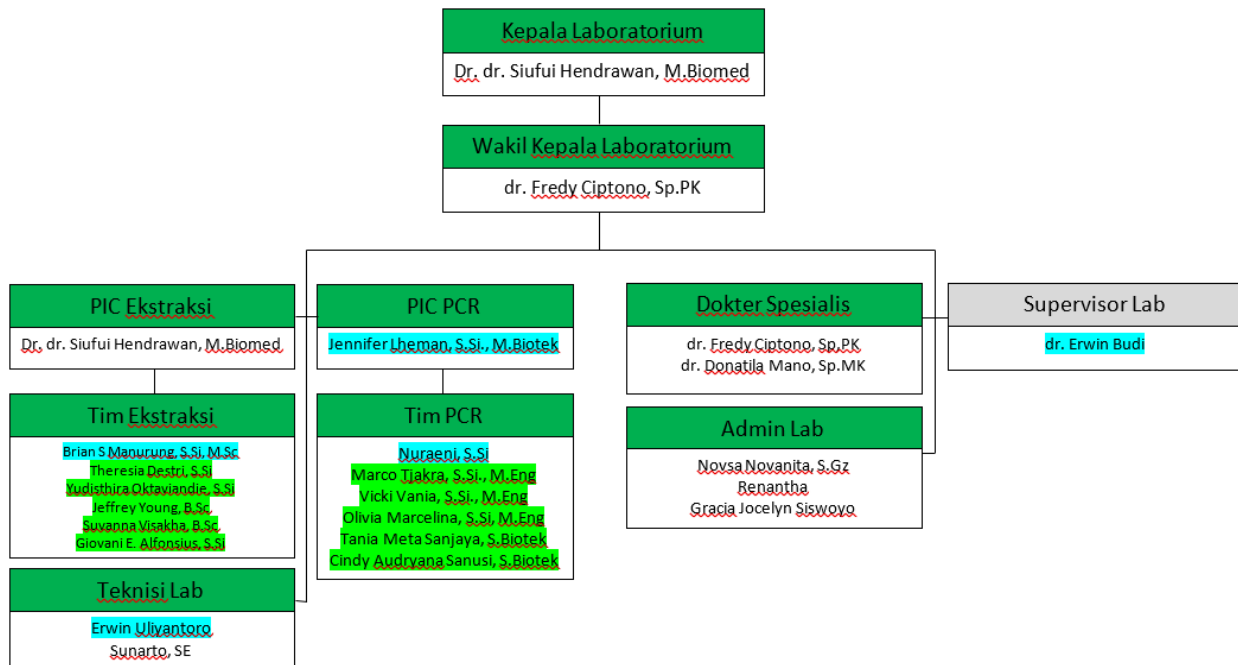 Kepala Laboratorium
Dr. dr. Siufui Hendrawan, M.Biomed
Wakil Kepala Laboratorium
dr. Fredy Ciptono, Sp.PK
PIC Ekstraksi
Dr. dr. Siufui Hendrawan, M.Biomed
PIC PCR
Jennifer Lheman, S.Si., M.Biotek
Dokter Spesialis
dr. Fredy Ciptono, Sp,PK
dr. Donatila Mano, Sp.MK
Supervisor Lab
dr. Erwin Budi
Tim Ekstraksi
Brian S.Manurung, S.Si, M.Sc
Theresia Destri, S.Si
Yudisthira Oktaviandie, S.Si
Jeffrey Young, B.Sc
Suvanna Visakha, B.Sc
Giovani E. Alfonsius, S.Si
Tim PCR
Nuraeni, S.Si
Marco Tjakra, S.Si., M.Eng
Vicki Vania, S.Si., M.Eng
Olivia Marcelina, S.Si, M.Eng
Tania Meta Sanjaya, S.Biotek
Cindy Audryana Sanusi, S.Biotek
Admin Lab
Novsa Novanita, S.Gz
Renantha
Gracia Jocelyn Siswoyo
Teknisi Lab
Erwin Uliyantoro
Sunarto, SE